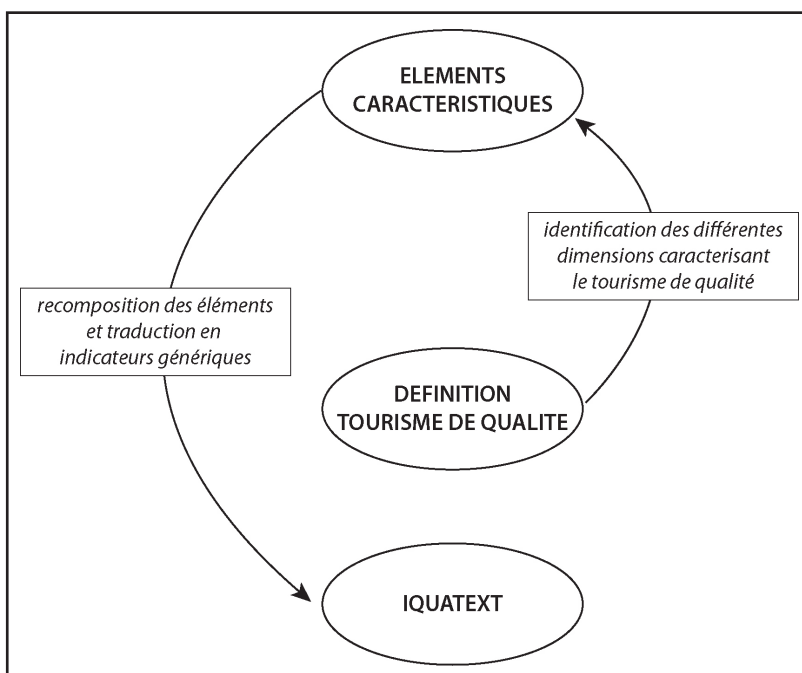 ELEMENTS
CARACTERISTIQUES
identification des différentes
dimensions caracterisant
le tourisme de qualité
recomposition des éléments
et traduction en
indicateurs génériques
DEFINITION
TOURISME DE QUALITE
IQUATEXT